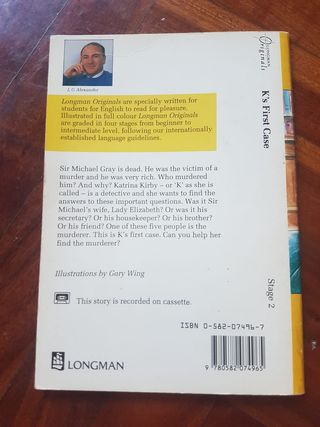 L G Alexander
Longman Originals are specially written for
students for English to read for pleasure.
Illustrated in full colour Longman Originals
are graded in four stages from beginner to
intermediate level, following our internationally
established language guidelines.
Sir Michael Gray is dead. He was the victim of a
murder and he was very rich. Who murdered
him? And why? Katrina Kirby – or 'K' as she is
called – is a detective and she wants to find the
answers to these important questions. Was it Sir
Michael's wife, Lady Elizabeth? Or was it his
secretary? Or his housekeeper? Or his brother?
Or his friend? One of these five people is the
murderer. This is K's first case. Can you help her
find the murderer?
Illustrations by Gary Wing
This story is recorded on cassette.
ISBN 0-582-07496-7
9 780582 074965
LONGMAN
LONGMAN
Originals
K's First Case
Stage 2